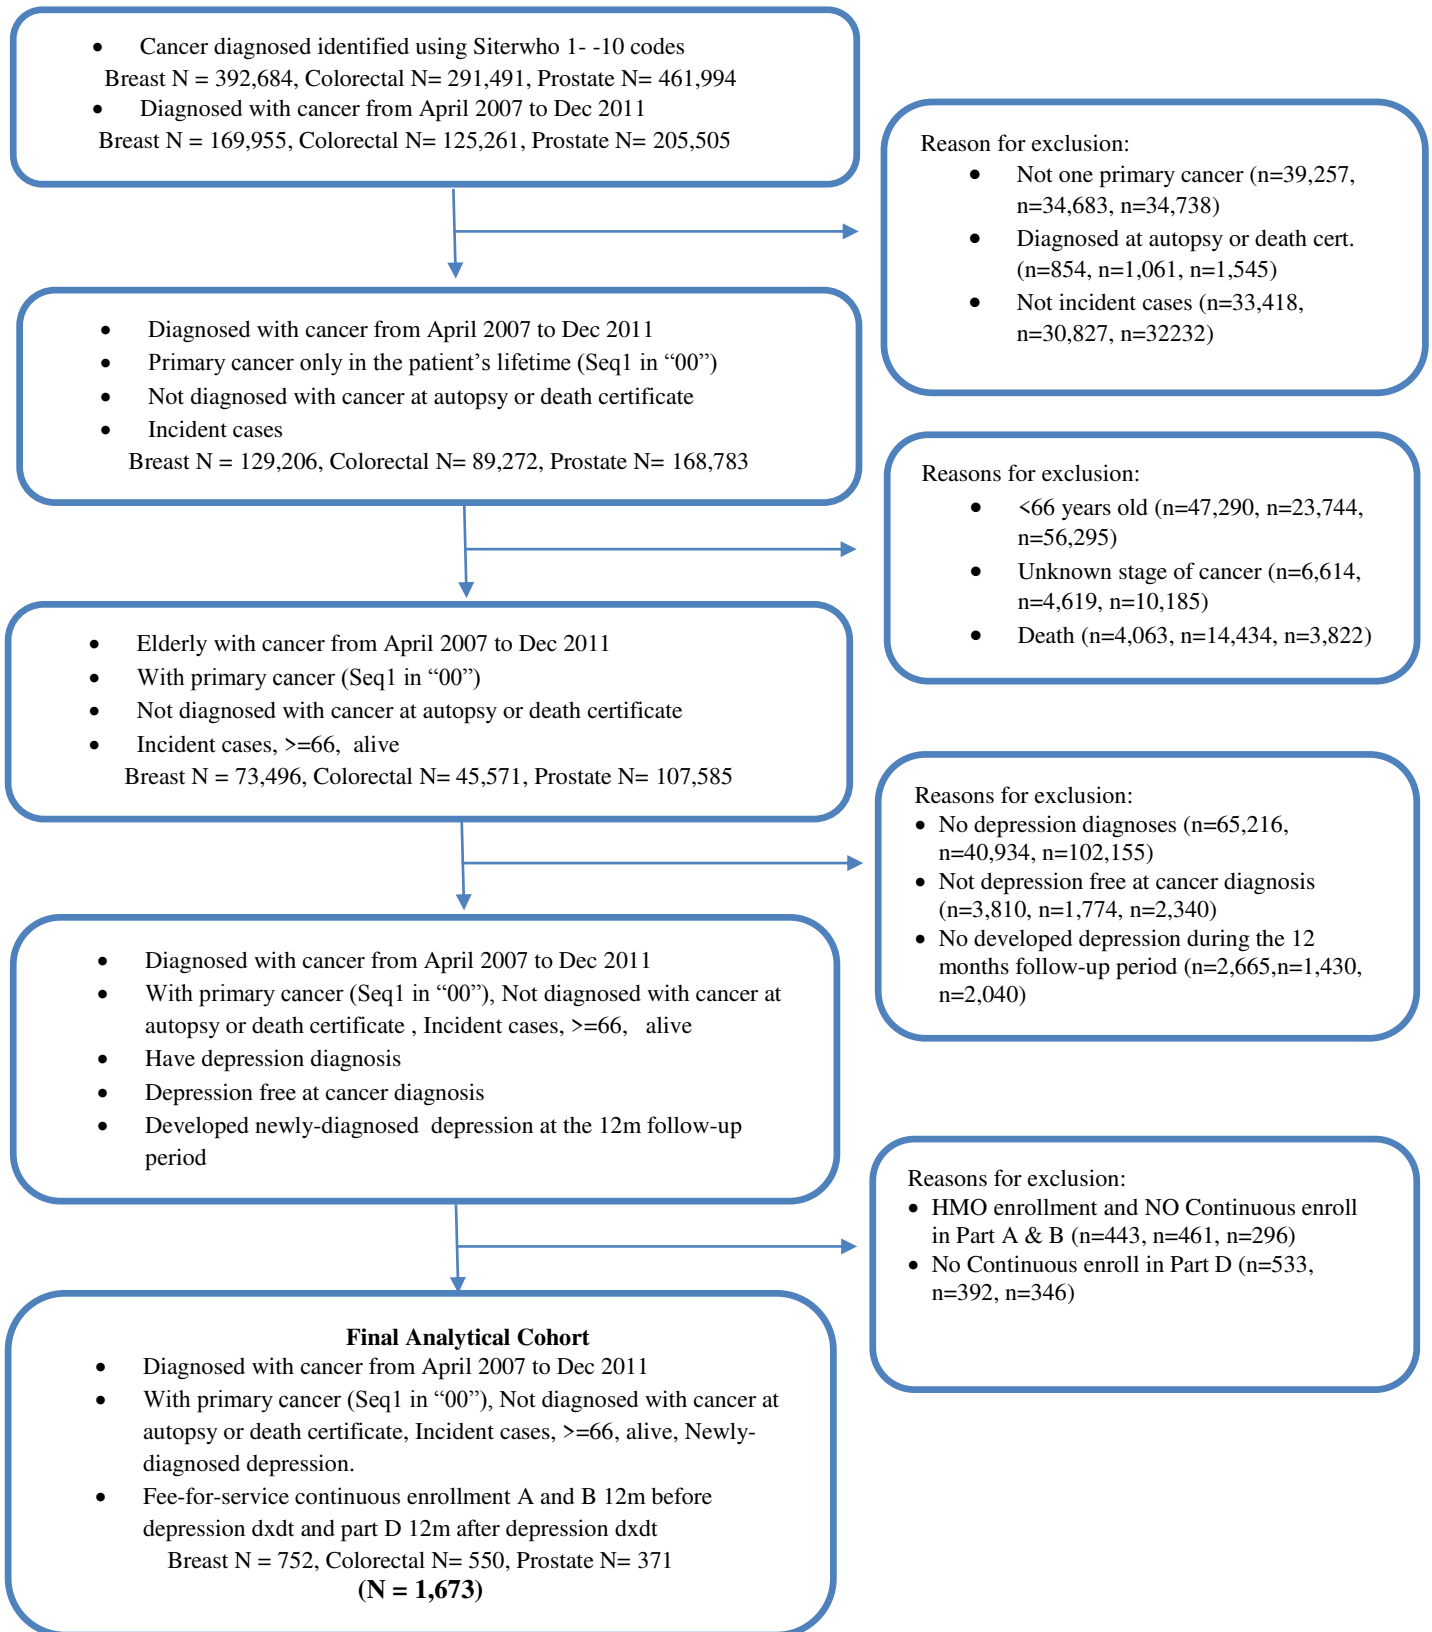 • Cancer diagnosed identified using Siterwho 1- -10 codes
Breast N = 392,684, Colorectal N= 291,491, Prostate N= 461,994
• Diagnosed with cancer from April 2007 to Dec 2011
Breast N = 169,955, Colorectal N= 125,261, Prostate N= 205,505
Reason for exclusion:
• Not one primary cancer (n=39,257,
n=34,683, n=34,738)
• Diagnosed at autopsy or death cert.
(n=854, n=1,061, n=1,545)
• Not incident cases (n=33,418,
n=30,827, n=32232)
• Diagnosed with cancer from April 2007 to Dec 2011
• Primary cancer only in the patient’s lifetime (Seq1 in “00”)
• Not diagnosed with cancer at autopsy or death certificate
• Incident cases
Breast N = 129,206, Colorectal N= 89,272, Prostate N= 168,783
Reasons for exclusion:
• <66 years old (n=47,290, n=23,744,
n=56,295)
• Unknown stage of cancer (n=6,614,
n=4,619, n=10,185)
• Death (n=4,063, n=14,434, n=3,822)
• Elderly with cancer from April 2007 to Dec 2011
• With primary cancer (Seq1 in “00”)
• Not diagnosed with cancer at autopsy or death certificate
• Incident cases, >=66, alive
Breast N = 73,496, Colorectal N= 45,571, Prostate N= 107,585
Reasons for exclusion:
• No depression diagnoses (n=65,216,
n=40,934, n=102,155)
• Not depression free at cancer diagnosis
(n=3,810, n=1,774, n=2,340)
• No developed depression during the 12
months follow-up period (n=2,665,n=1,430,
n=2,040)
• Diagnosed with cancer from April 2007 to Dec 2011
• With primary cancer (Seq1 in “00”), Not diagnosed with cancer at
autopsy or death certificate , Incident cases, >=66, alive
• Have depression diagnosis
• Depression free at cancer diagnosis
• Developed newly-diagnosed depression at the 12m follow-up
period
Reasons for exclusion:
• HMO enrollment and NO Continuous enroll
in Part A & B (n=443, n=461, n=296)
• No Continuous enroll in Part D (n=533,
n=392, n=346)
Final Analytical Cohort
• Diagnosed with cancer from April 2007 to Dec 2011
• With primary cancer (Seq1 in “00”), Not diagnosed with cancer at
autopsy or death certificate, Incident cases, >=66, alive, Newly-
diagnosed depression.
• Fee-for-service continuous enrollment A and B 12m before
depression dxdt and part D 12m after depression dxdt
Breast N = 752, Colorectal N= 550, Prostate N= 371
(N = 1,673)